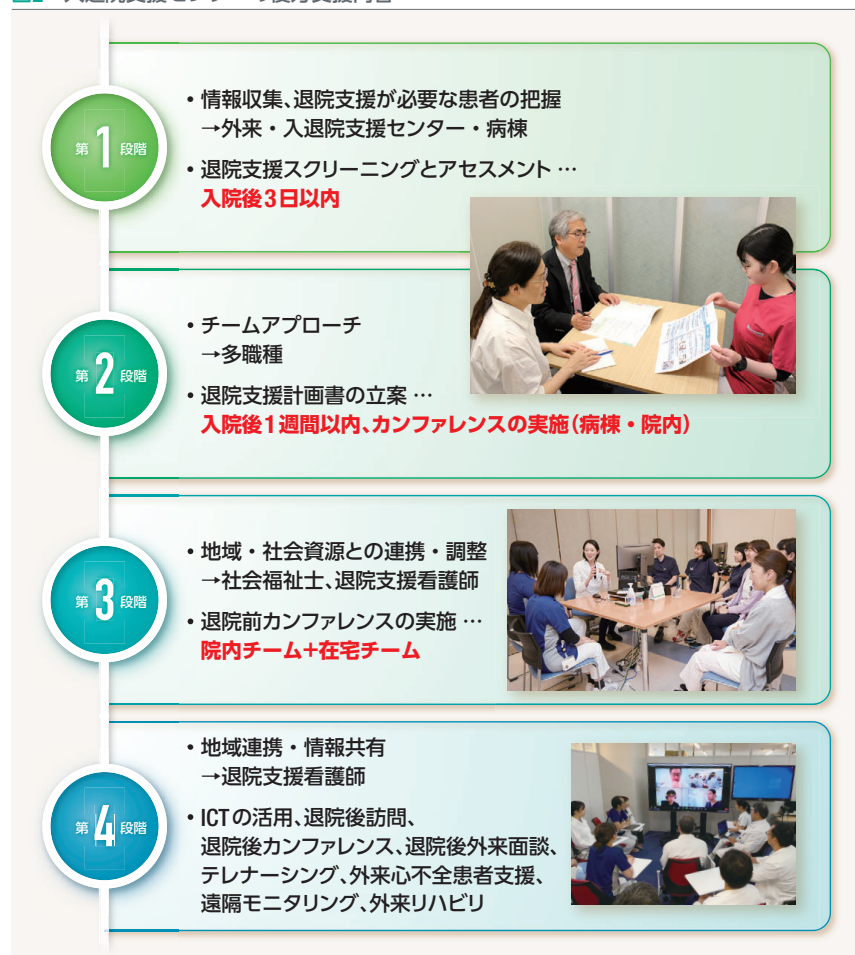 第1段階
・情報収集、退院支援が必要な患者の把握
→外来・入退院支援センター・病棟
・退院支援スクリーニングとアセスメント…
入院後3日以内
第2段階
・チームアプローチ
→多職種
・退院支援計画書の立案…
入院後1週間以内、カンファレンスの実施(病棟・院内)
第3段階
・地域・社会資源との連携・調整
→社会福祉士、退院支援看護師
・退院前カンファレンスの実施…
院内チーム+在宅チーム
第4段階
・地域連携・情報共有
→退院支援看護師
・ICTの活用、退院後訪問、
退院後カンファレンス、退院後外来面談、
テレナーシング、外来心不全患者支援、
遠隔モニタリング、外来リハビリ